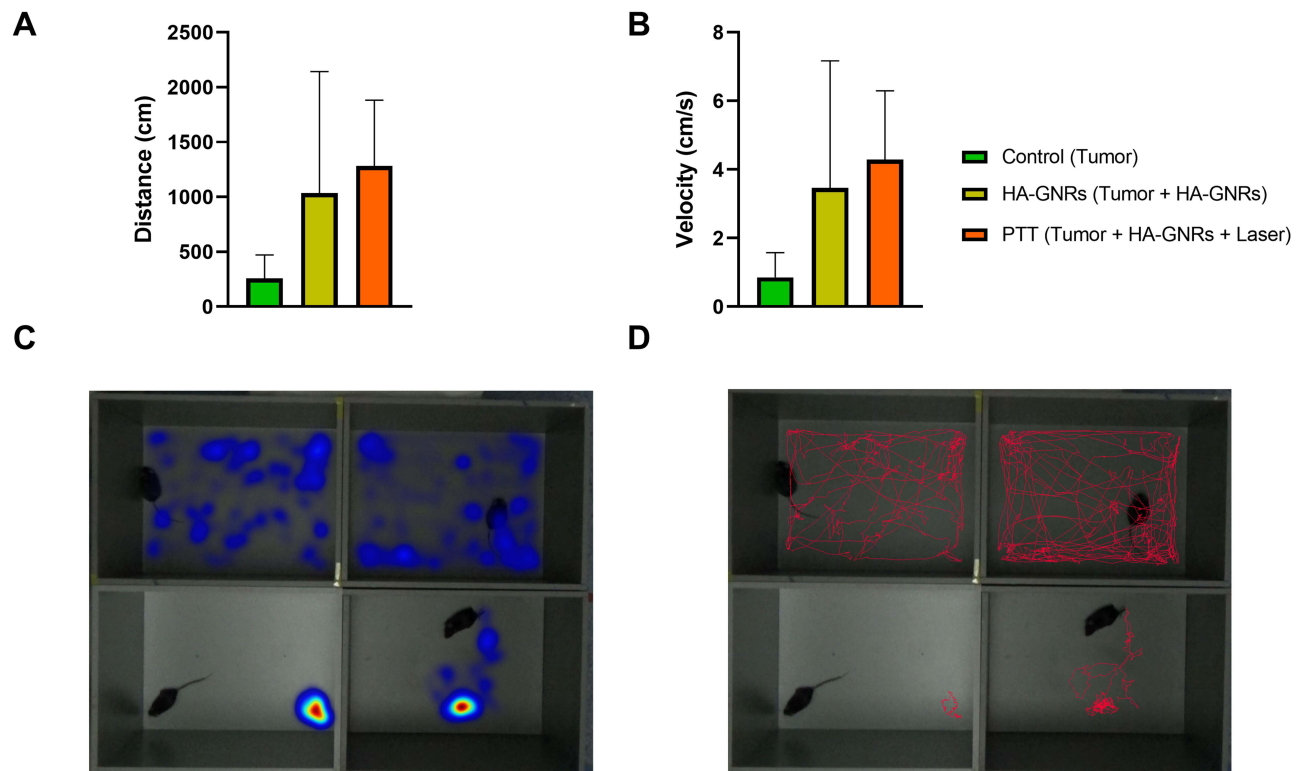 A
Distance (cm)
2500
2000
1500
1000
500
0
B
Velocity (cm/s)
8
6
4
2
0
Control (Tumor)
HA-GNRs (Tumor + HA-GNRs)
PTT (Tumor + HA-GNRs + Laser)
C
D